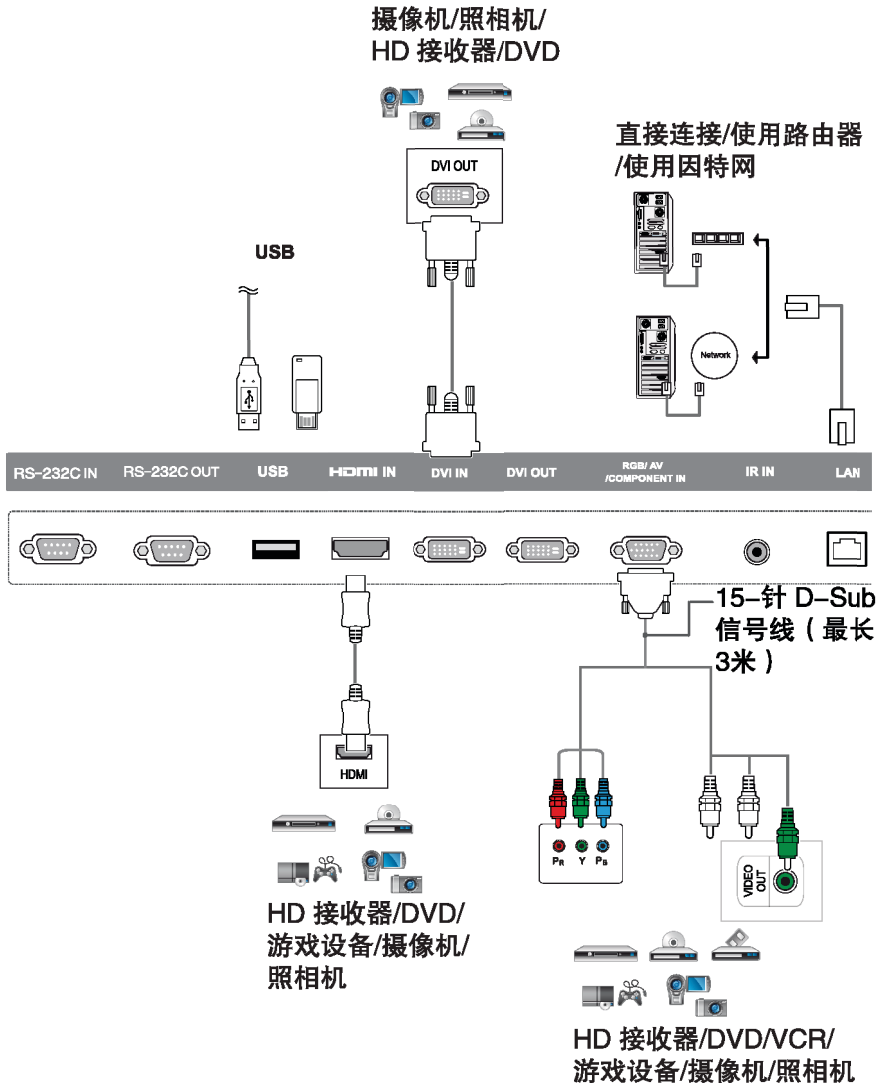 摄像机/照相机/
HD 接收器/DVD
DVI OUT
直接连接/使用路由器
/使用因特网
USB
Network
RS-232C IN
RS-232C OUT
USB
HDMI IN
DVI IN
DVI OUT
RGB/ AV
/COMPONENT IN
IR IN
LAN
15-针 D-Sub
信号线（最长
3米）
HDMI
PR Y PB
VIDEO
OUT
HD 接收器/DVD/
游戏设备/摄像机/
照相机
HD 接收器/DVD/VCR/
游戏设备/摄像机/照相机